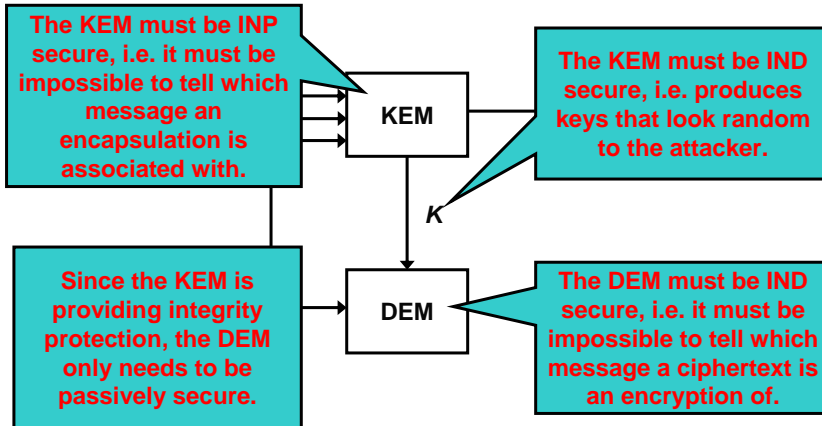 The KEM must be INP
secure, i.e. it must be
impossible to tell which
message an
encapsulation is
associated with.
KEM
The KEM must be IND
secure, i.e. produces
keys that look random
to the attacker.
K
Since the KEM is
providing integrity
protection, the DEM
only needs to be
passively secure.
DEM
The DEM must be IND
secure, i.e. it must be
impossible to tell which
message a ciphertext is
an encryption of.